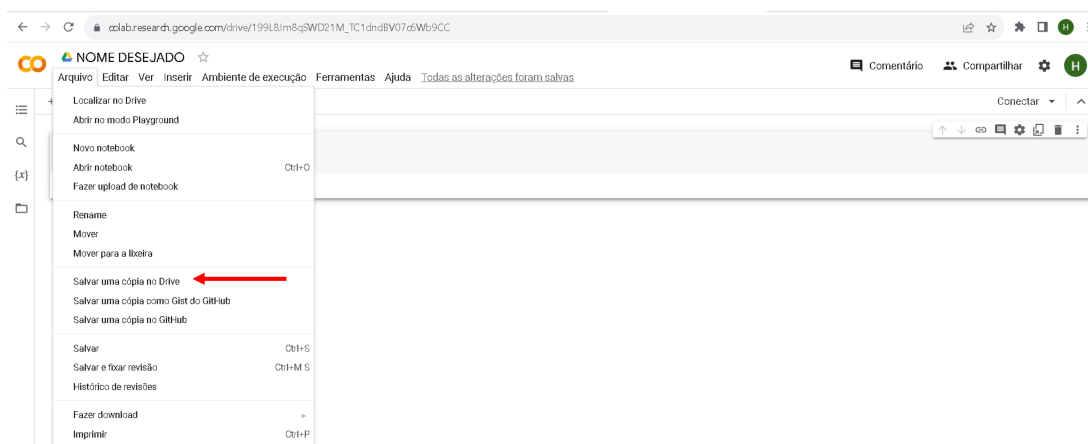 colab.research.google.com/drive/199L8Jm8qSWD21M_TC1dndBV07c6Wb9CC
H
CO
NOME DESEJADO
Arquivo Editar Ver Inserir Ambiente de execução Ferramentas Ajuda Todas as alterações foram salvas
Comentário Compartilhar H
Localizar no Drive
Conectar
Abrir no modo Playground
Novo notebook
Abrir notebook Ctrl+O
Fazer upload de notebook
{x}
Rename
Mover
Mover para a lixeira
Salvar uma cópia no Drive
Salvar uma cópia como Gist do GitHub
Salvar uma cópia no GitHub
Salvar Ctrl+S
Salvar e fixar revisão Ctrl+M S
Histórico de revisões
Fazer download
Imprimir Ctrl+P